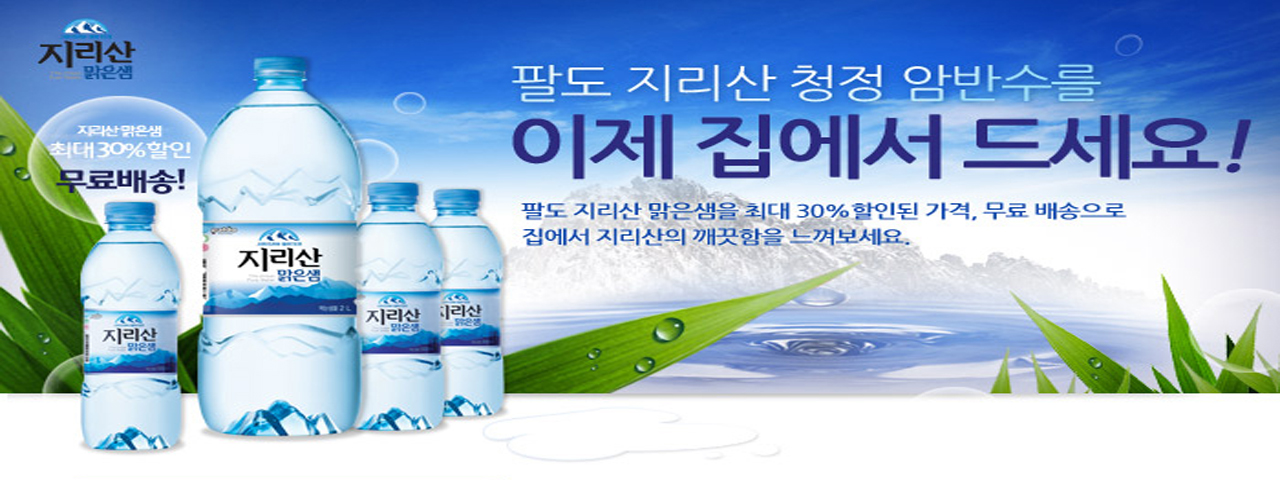 지리산
맑은샘
지리산 맑은샘
최대 30% 할인
무료배송!
팔도 지리산 청정 암반수를
이제 집에서 드세요!
팔도 지리산 맑은샘을 최대 30% 할인된 가격, 무료 배송으로
집에서 지리산의 깨끗함을 느껴보세요.
지리산
맑은샘
지리산
맑은샘
지리산
맑은샘
지리산
맑은샘